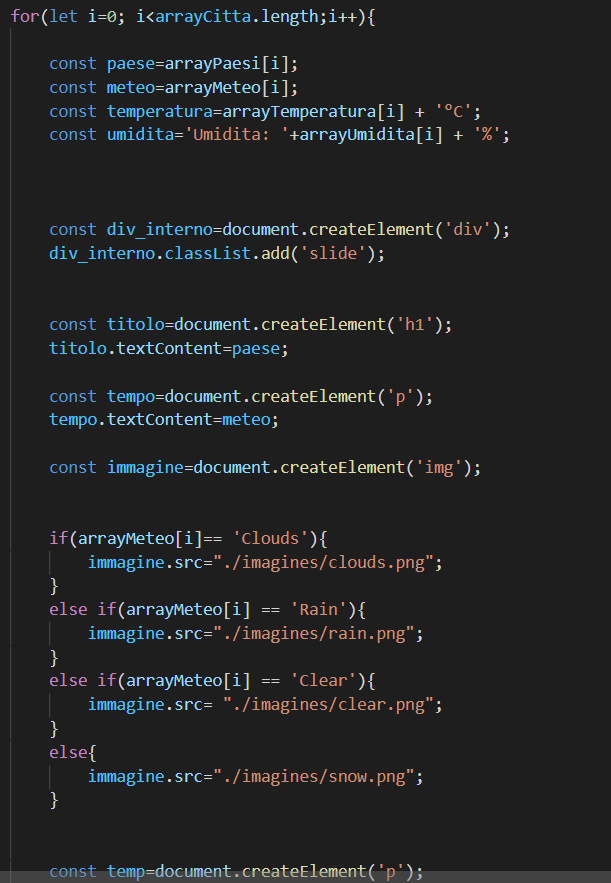 for(let i=0; i<arrayCitta.length;i++){
const paese=arrayPaesi[i];
const meteo=arrayMeteo[i];
const temperatura=arrayTemperatura[i] + '°C';
const umidita='Umidita: '+arrayUmidita[i] + '%';
const div_interno=document.createElement('div');
div_interno.classList.add('slide');
const titolo=document.createElement('h1');
titolo.textContent=paese;
const tempo=document.createElement('p');
tempo.textContent=meteo;
const immagine=document.createElement('img');
if(arrayMeteo[i]== 'Clouds'){
immagine.src="./imagines/clouds.png";
}
else if(arrayMeteo[i] == 'Rain'){
immagine.src="./imagines/rain.png";
}
else if(arrayMeteo[i] == 'Clear'){
immagine.src= "./imagines/clear.png";
}
else{
immagine.src="./imagines/snow.png";
}
const temp=document.createElement('p');